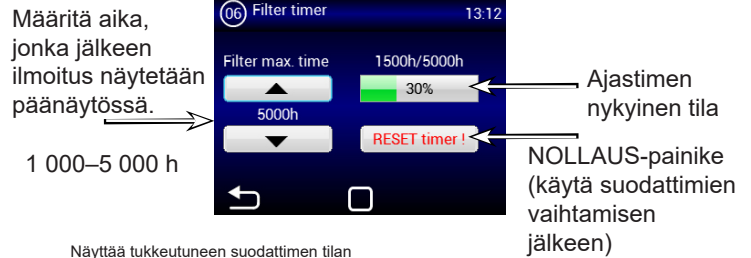 Määritä aika,
jonka jälkeen
ilmoitus näytetään
päänäytössä.
1 000–5 000 h
06 Filter timer 13:12
Filter max. time
5000h
1500h/5000h
30%
RESET timer !
Ajastimen
nykyinen tila
NOLLAUS-painike
(käytä suodattimien
vaihtamisen
jälkeen)
Näyttää tukkeutuneen suodattimen tilan